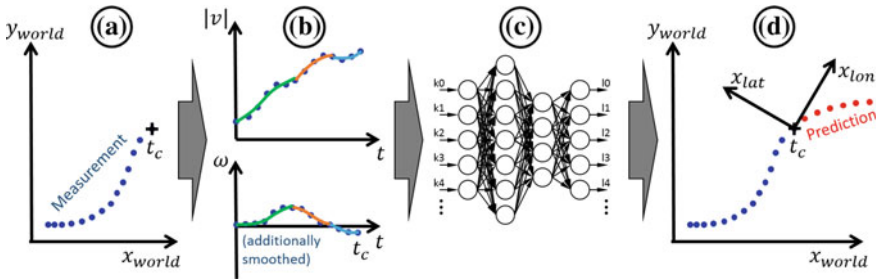 (a)
y_world
Measurement
t_c
x_world
(b)
|v|
t
ω
(additionally
smoothed)
t_c
t
(c)
k0
k1
k2
k3
k4
⋮
l0
l1
l2
l3
l4
⋮
(d)
y_world
x_lat
x_lon
Prediction
t_c
x_world